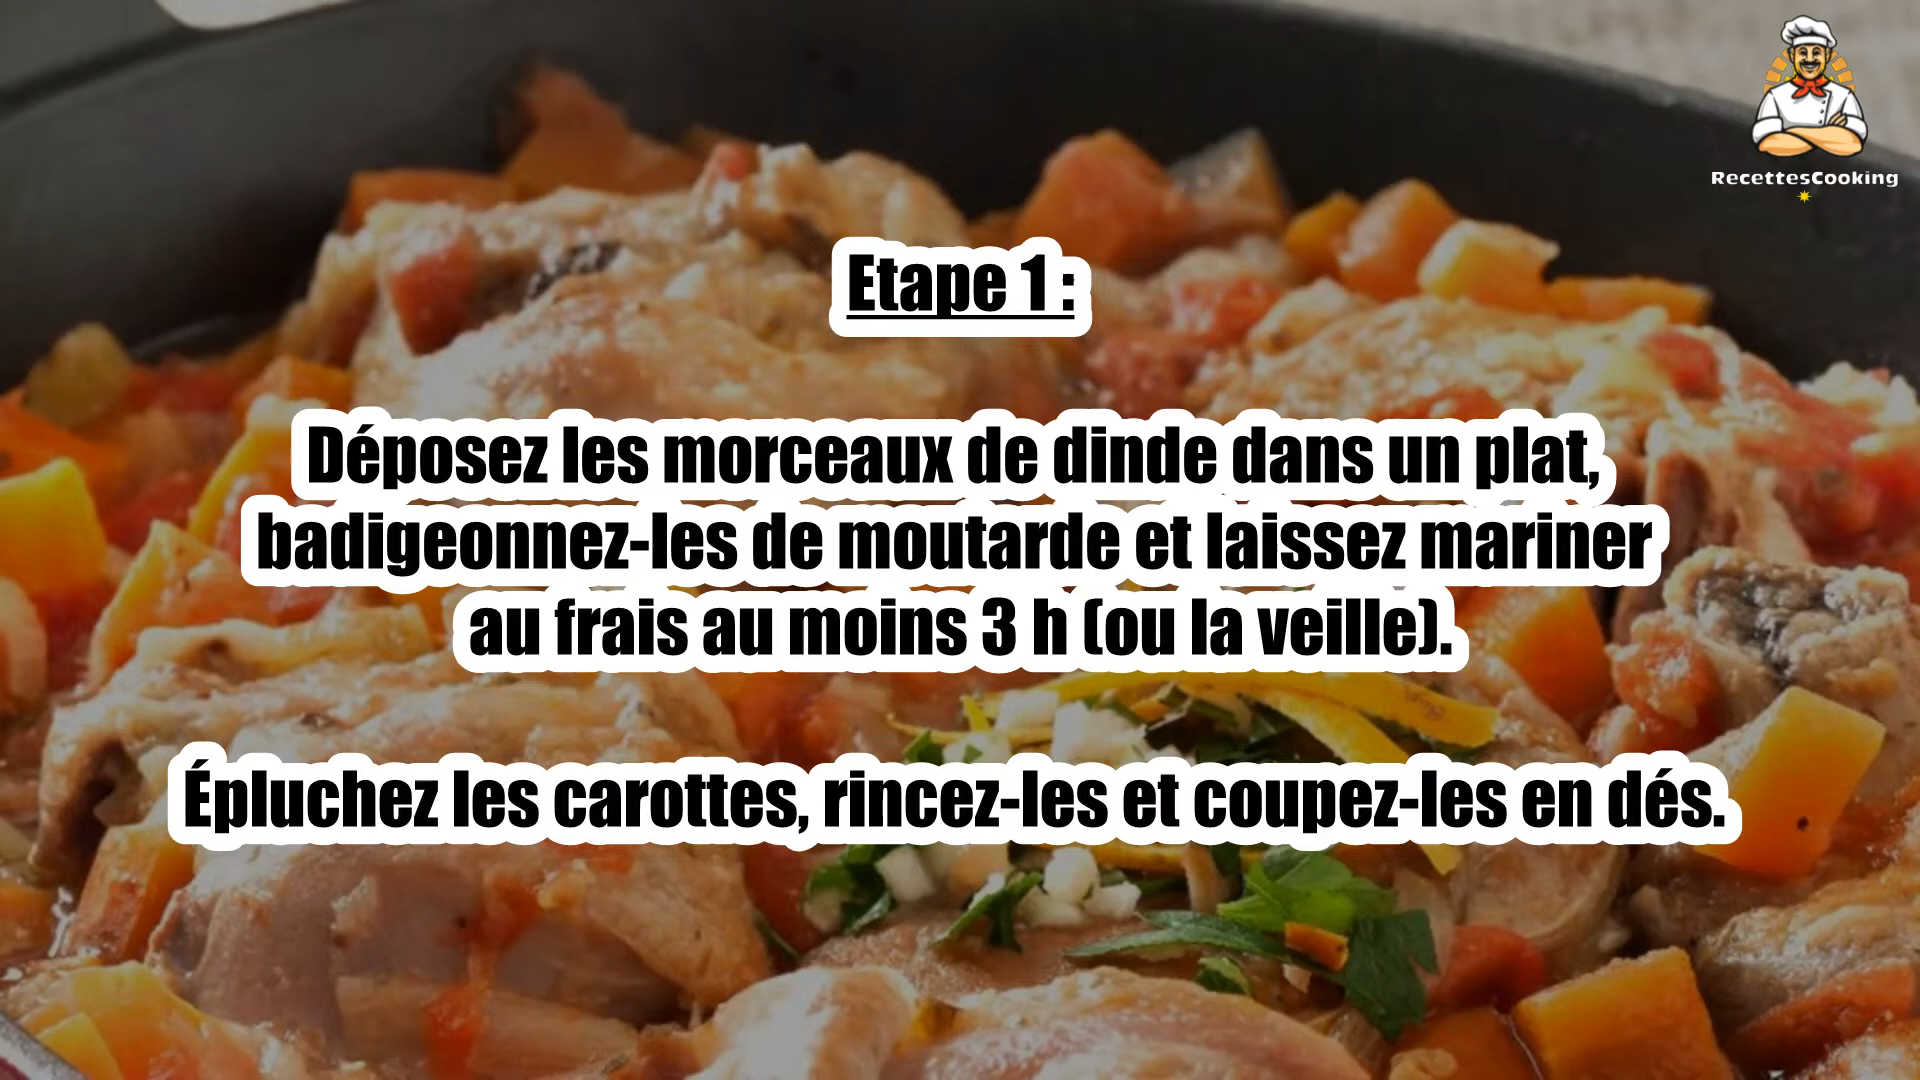 RecettesCooking
Etape 1 :
Déposez les morceaux de dinde dans un plat,
badigeonnez-les de moutarde et laissez mariner
au frais au moins 3 h (ou la veille).
Épluchez les carottes, rincez-les et coupez-les en dés.